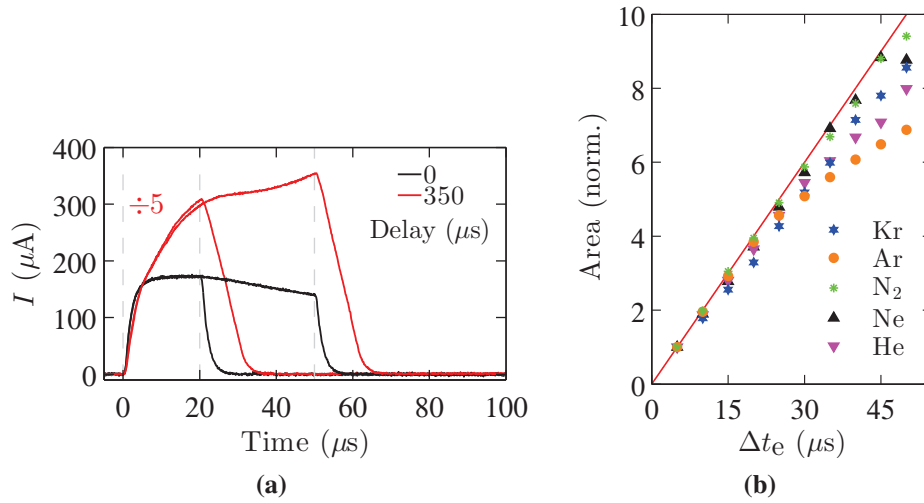 400
300
200
100
0
I (μA)
÷5
0
350
Delay (μs)
0 20 40 60 80 100
Time (μs)
(a)
10
8
6
4
2
0
Area (norm.)
Kr
Ar
N₂
Ne
He
0 15 30 45
Δtₑ (μs)
(b)